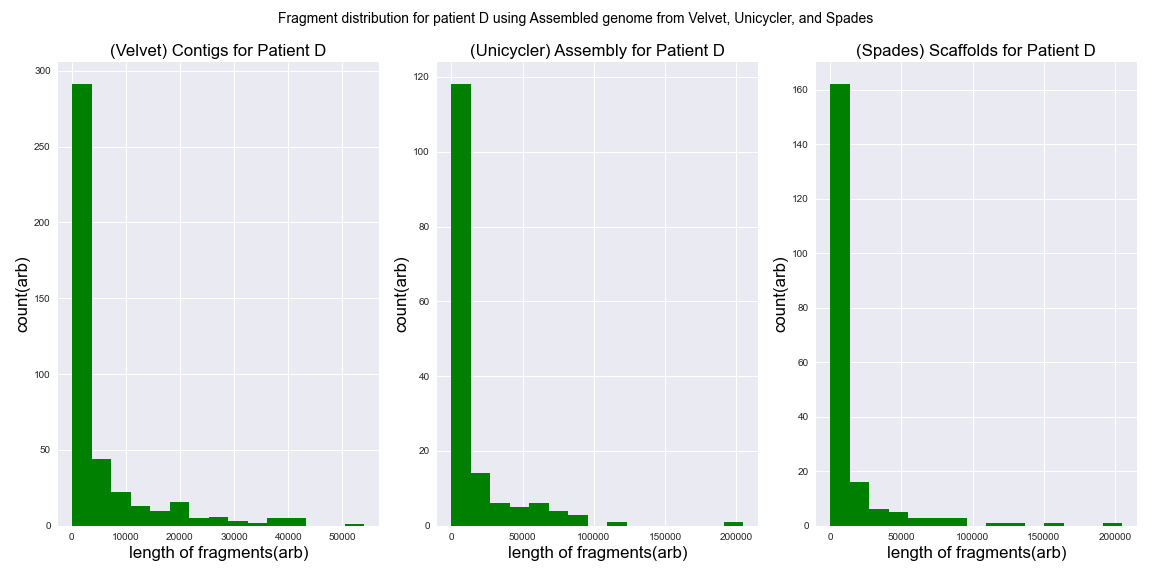 Fragment distribution for patient D using Assembled genome from Velvet, Unicycler, and Spades
(Velvet) Contigs for Patient D
300
250
200
150
100
50
0
count(arb)
0 10000 20000 30000 40000 50000
length of fragments(arb)
(Unicycler) Assembly for Patient D
120
100
80
60
40
20
0
count(arb)
0 50000 100000 150000 200000
length of fragments(arb)
(Spades) Scaffolds for Patient D
160
140
120
100
80
60
40
20
0
count(arb)
0 50000 100000 150000 200000
length of fragments(arb)